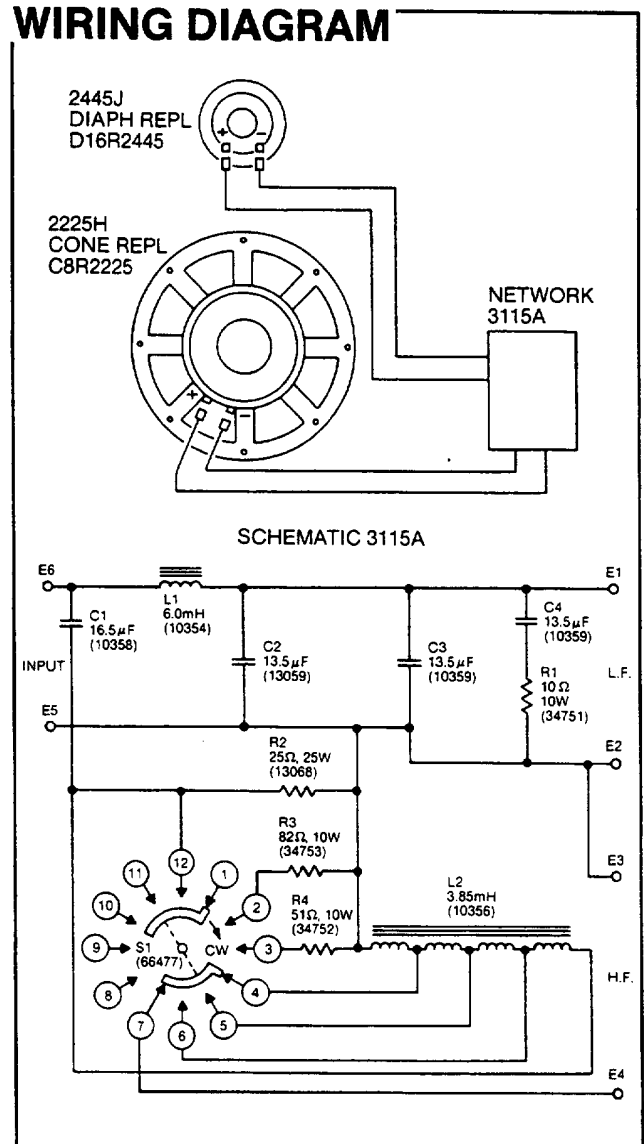 WIRING DIAGRAM
2445J
DIAPH REPL
D16R2445
+ −
2225H
CONE REPL
C8R2225
NETWORK
3115A
+ −
SCHEMATIC 3115A
E6
E1
C1
16.5μF
(10358)
L1
6.0mH
(10354)
C2
13.5μF
(13059)
C3
13.5μF
(10359)
C4
13.5μF
(10359)
R1
10Ω
10W
(34751)
INPUT
L.F.
E5
E2
R2
25Ω, 25W
(13068)
R3
82Ω, 10W
(34753)
E3
R4
51Ω, 10W
(34752)
L2
3.85mH
(10356)
12
11
1
10
2
9
S1
(66477)
CW
3
8
4
7
5
6
H.F.
E4